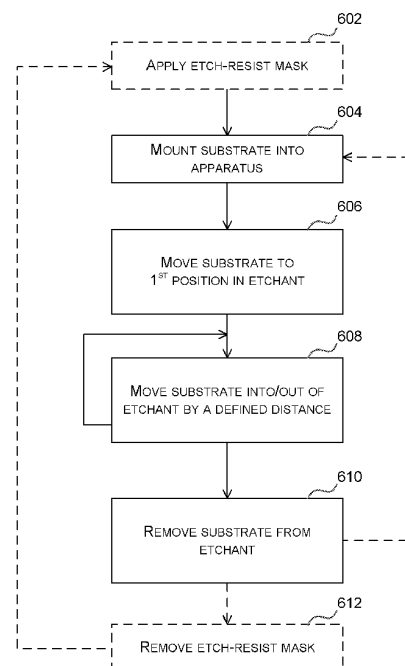 602
APPLY ETCH-RESIST MASK
604
MOUNT SUBSTRATE INTO
APPARATUS
606
MOVE SUBSTRATE TO
1ST POSITION IN ETCHANT
608
MOVE SUBSTRATE INTO/OUT OF
ETCHANT BY A DEFINED DISTANCE
610
REMOVE SUBSTRATE FROM
ETCHANT
612
REMOVE ETCH-RESIST MASK